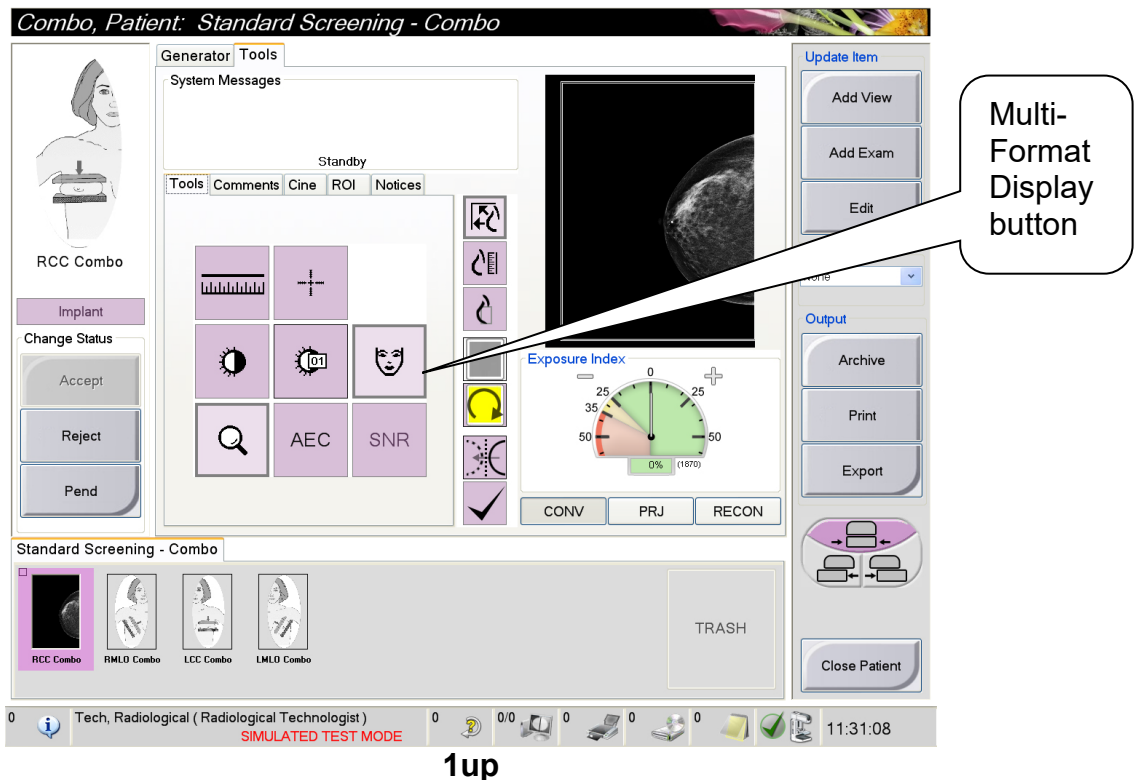 Combo, Patient: Standard Screening - Combo
Generator
Tools
System Messages
Standby
Tools
Comments
Cine
ROI
Notices
01
AEC
SNR
RCC Combo
Implant
Change Status
Accept
Reject
Pend
Exposure Index
0
25
25
35
50
50
0%
(1870)
CONV
PRJ
RECON
Update Item
Add View
Add Exam
Edit
None
Output
Archive
Print
Export
Close Patient
Multi-
Format
Display
button
Standard Screening - Combo
RCC Combo
RMLO Combo
LCC Combo
LMLO Combo
TRASH
0
Tech, Radiological ( Radiological Technologist )
SIMULATED TEST MODE
0
0/0
0
0
0
11:31:08
1up